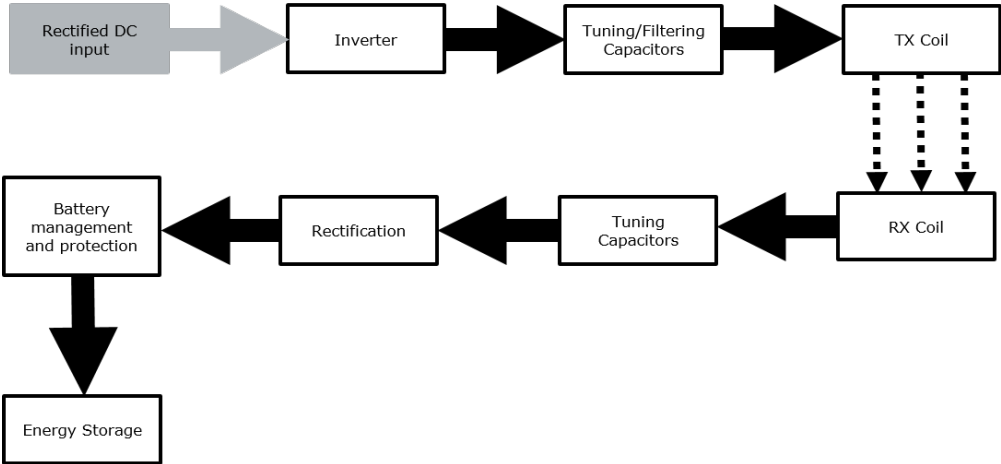 Rectified DC
input
Inverter
Tuning/Filtering
Capacitors
TX Coil
RX Coil
Tuning
Capacitors
Rectification
Battery
management
and protection
Energy Storage